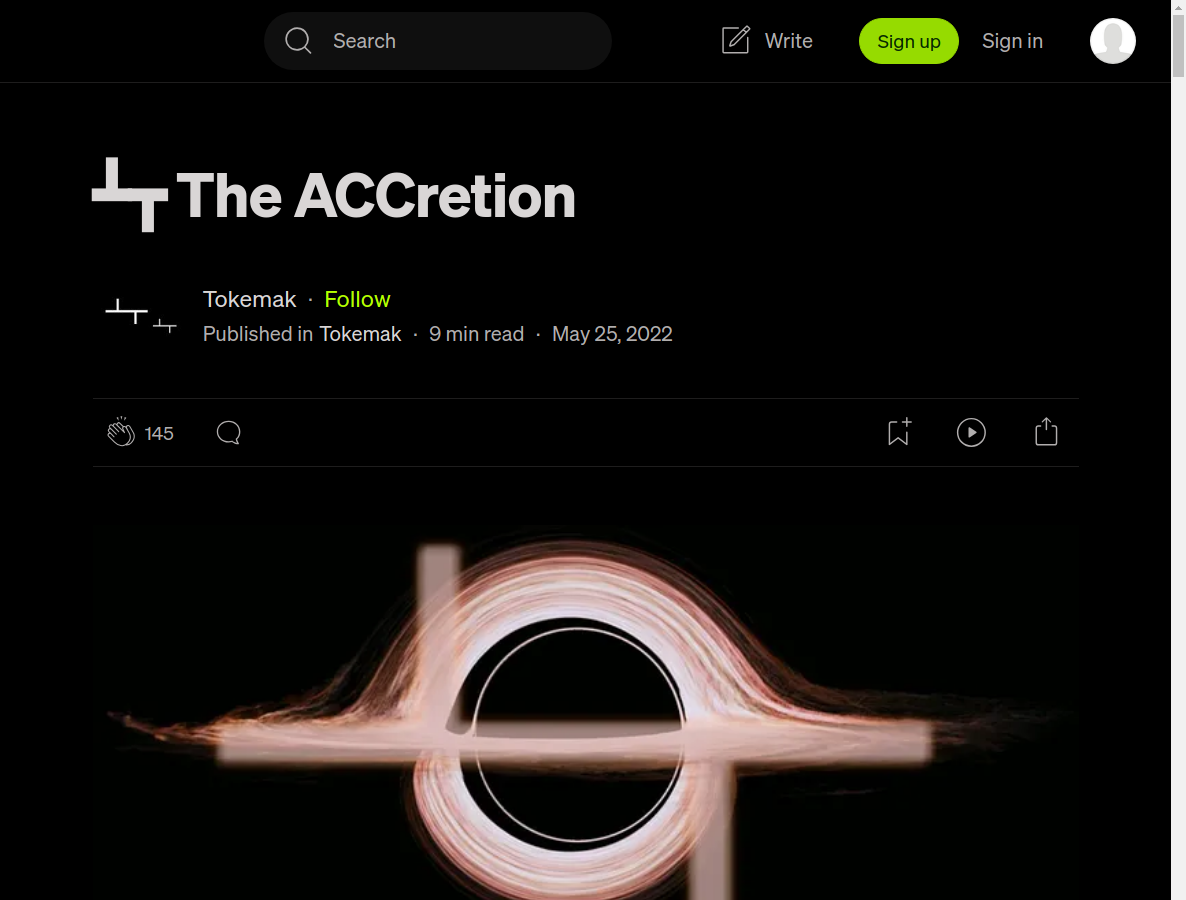 Search
Write
Sign up
Sign in
The ACCretion
Tokemak · Follow
Published in Tokemak · 9 min read · May 25, 2022
145